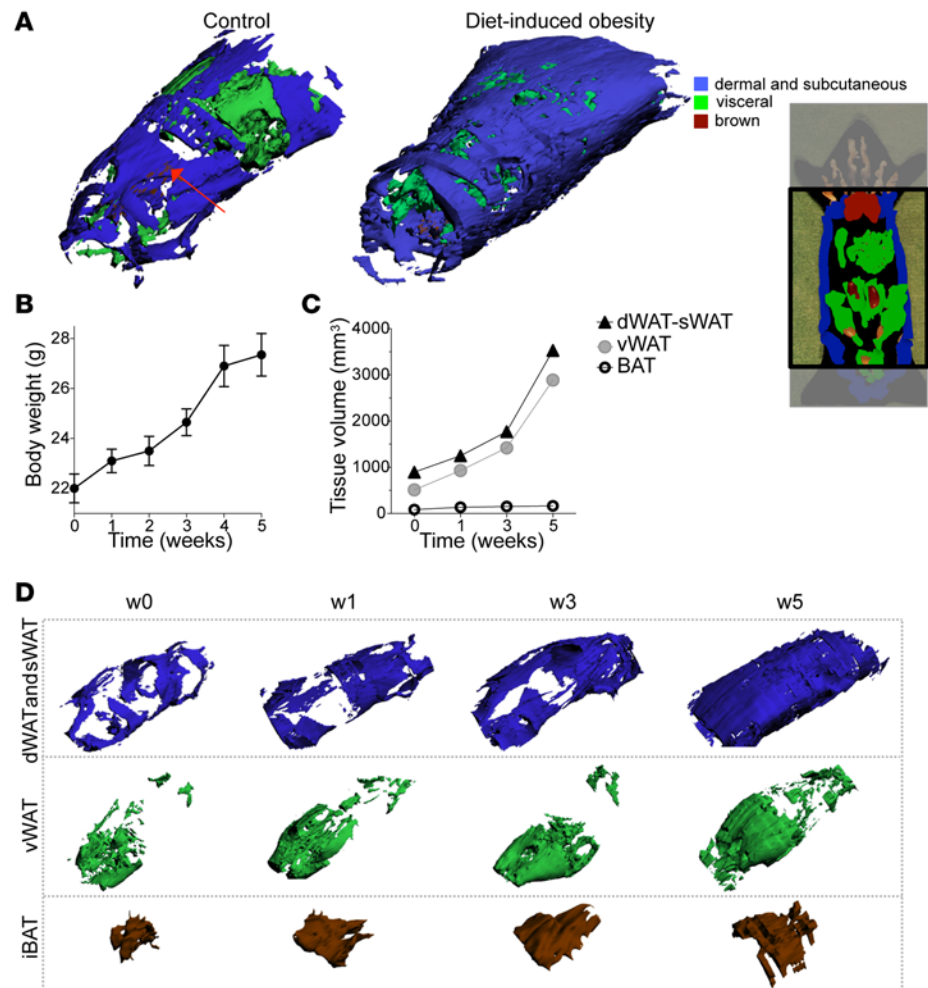 A
Control
Diet-induced obesity
dermal and subcutaneous
visceral
brown
B
Body weight (g)
28
26
24
22
0 1 2 3 4 5
Time (weeks)
C
Tissue volume (mm³)
4000
3000
2000
1000
0
0 1 3 5
Time (weeks)
dWAT-sWAT
vWAT
BAT
D
w0 w1 w3 w5
dWATandsWAT
vWAT
iBAT